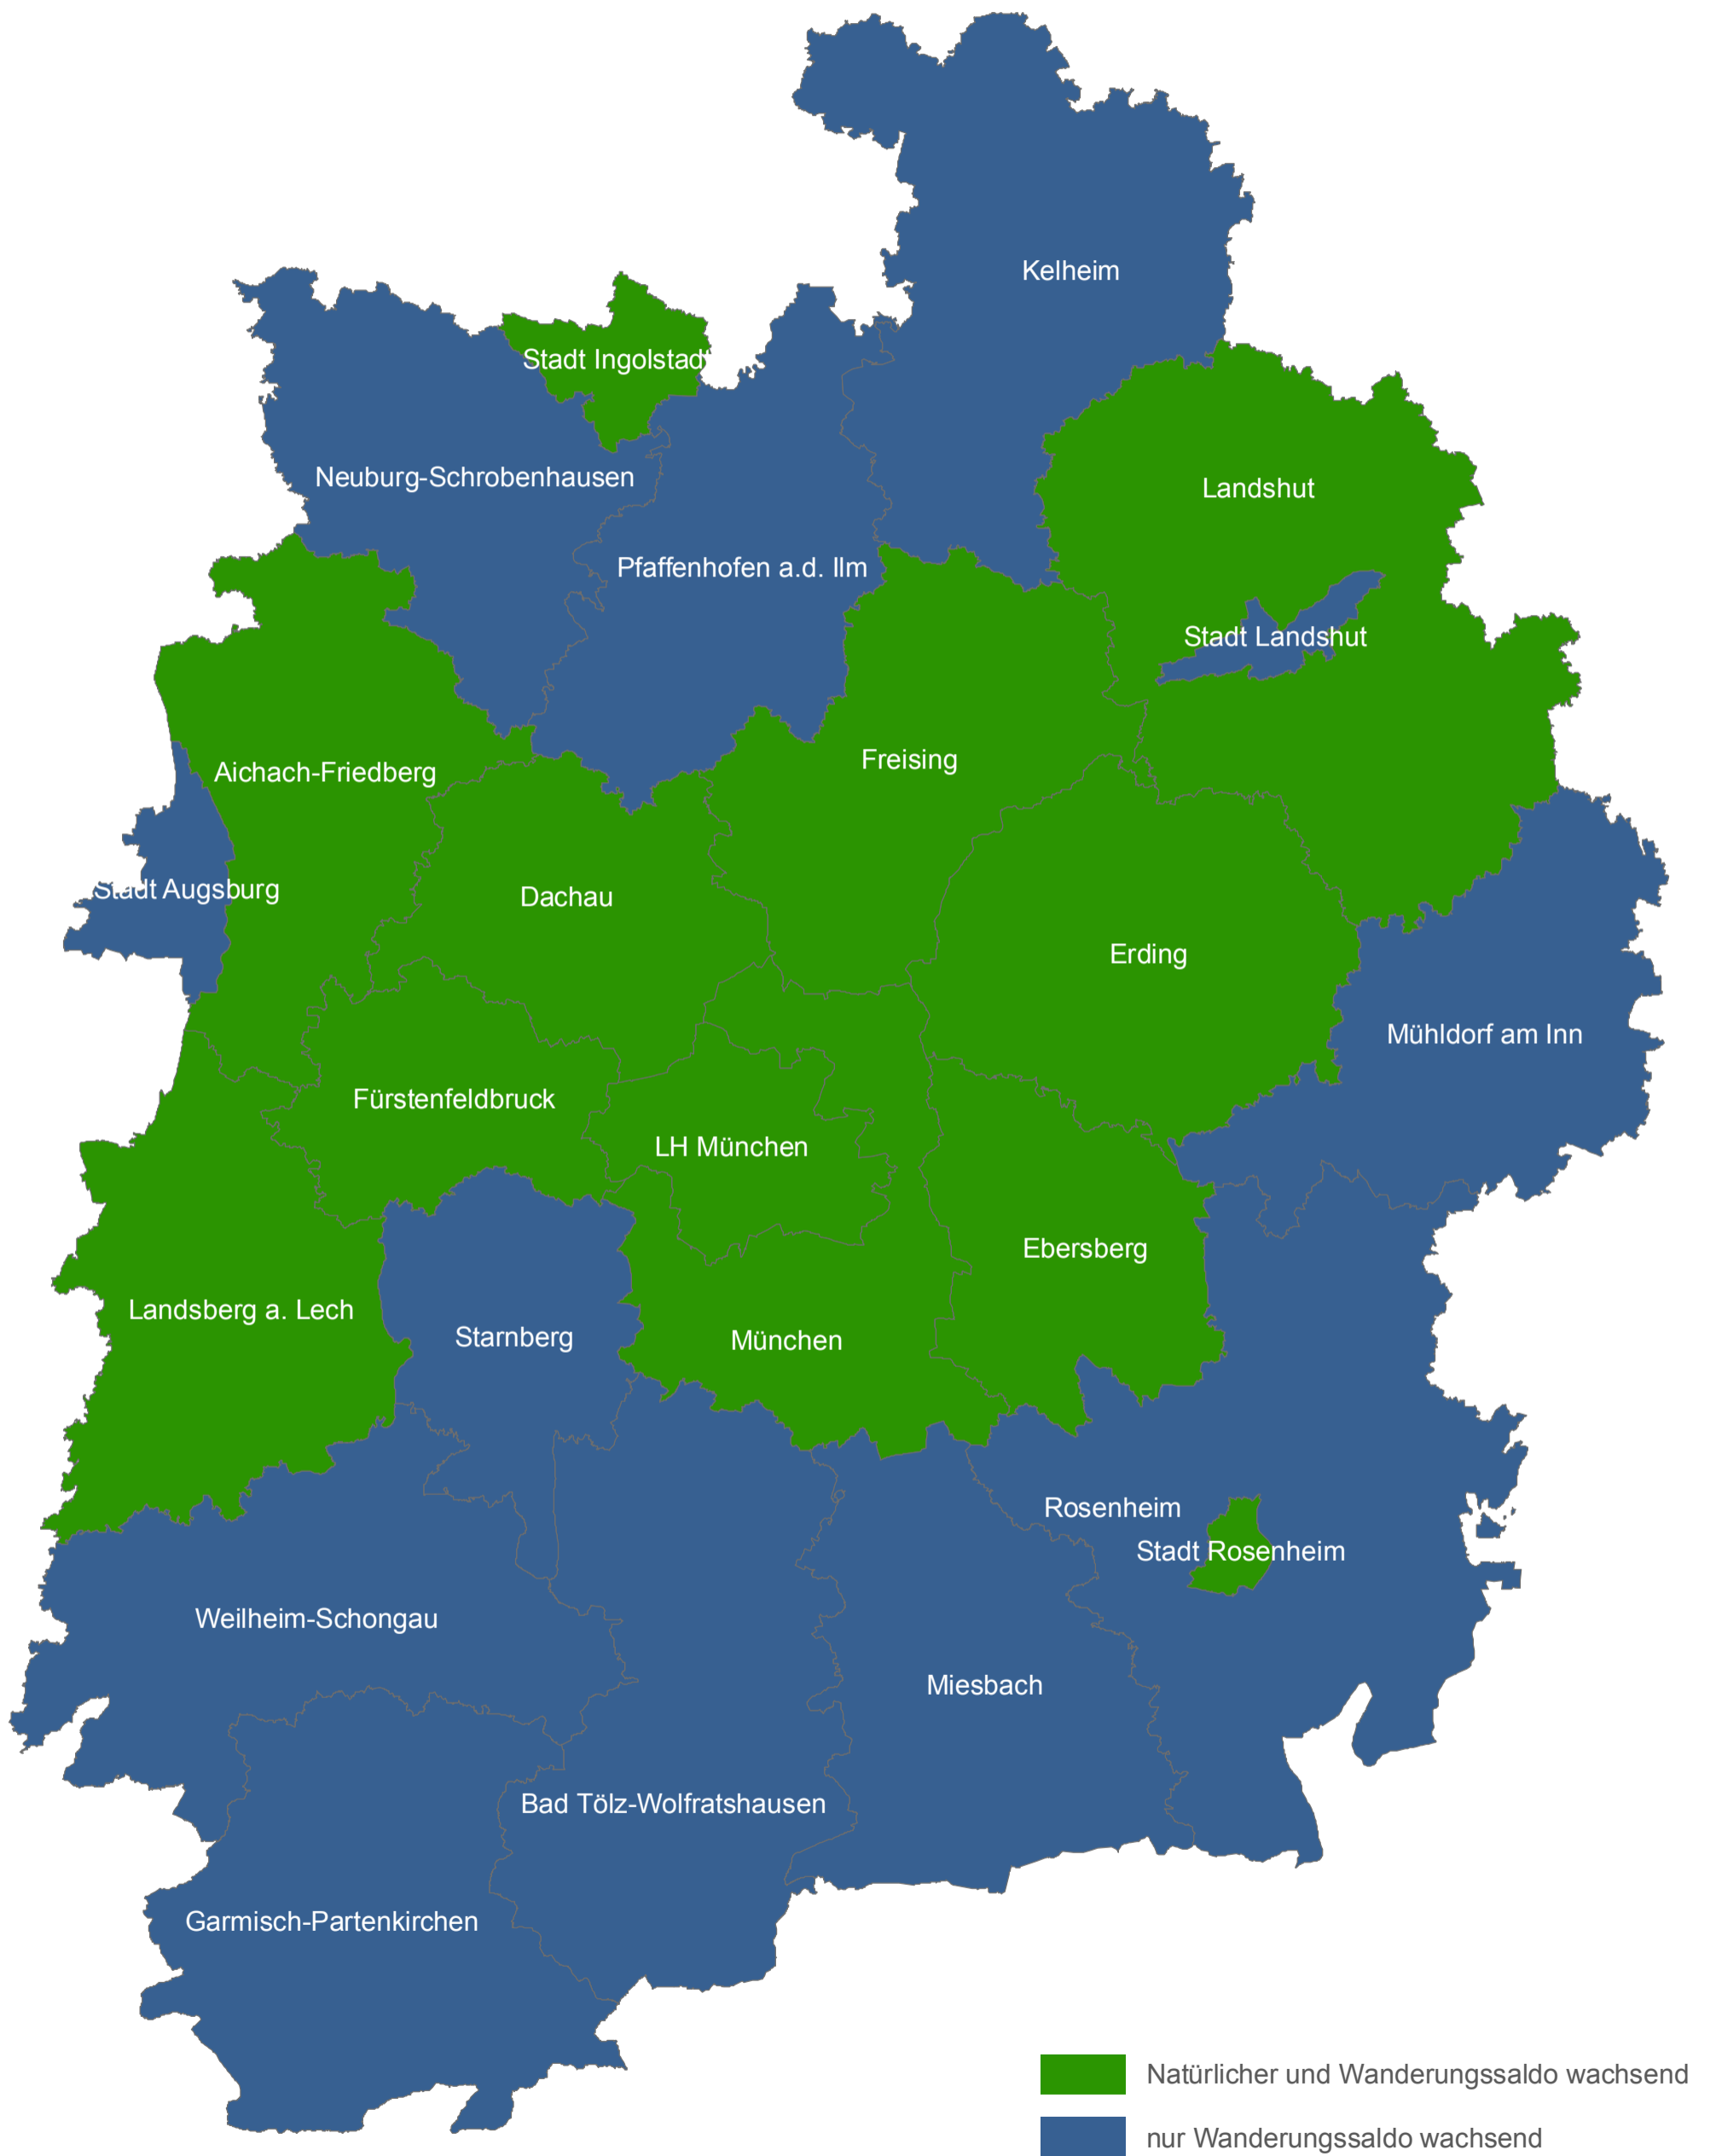 Kelheim
Stadt Ingolstadt
Neuburg-Schrobenhausen
Landshut
Pfaffenhofen a.d. Ilm
Stadt Landshut
Freising
Aichach-Friedberg
Stadt Augsburg
Dachau
Erding
Mühldorf am Inn
Fürstenfeldbruck
LH München
Ebersberg
Landsberg a. Lech
Starnberg
München
Rosenheim
Stadt Rosenheim
Weilheim-Schongau
Miesbach
Bad Tölz-Wolfratshausen
Garmisch-Partenkirchen
Natürlicher und Wanderungssaldo wachsend
nur Wanderungssaldo wachsend